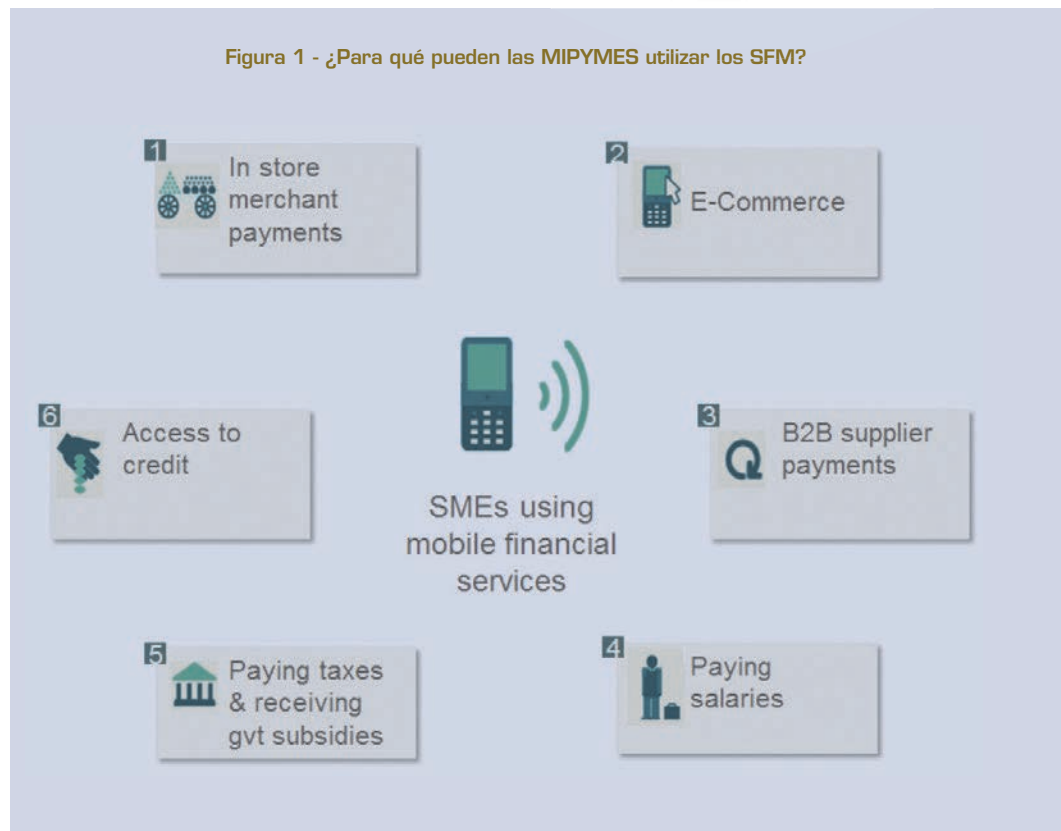 Figura 1 - ¿Para qué pueden las MIPYMES utilizar los SFM?
1
In store
merchant
payments
2
E-Commerce
3
B2B supplier
payments
4
Paying
salaries
5
Paying taxes
& receiving
gvt subsidies
6
Access to
credit
SMEs using
mobile financial
services